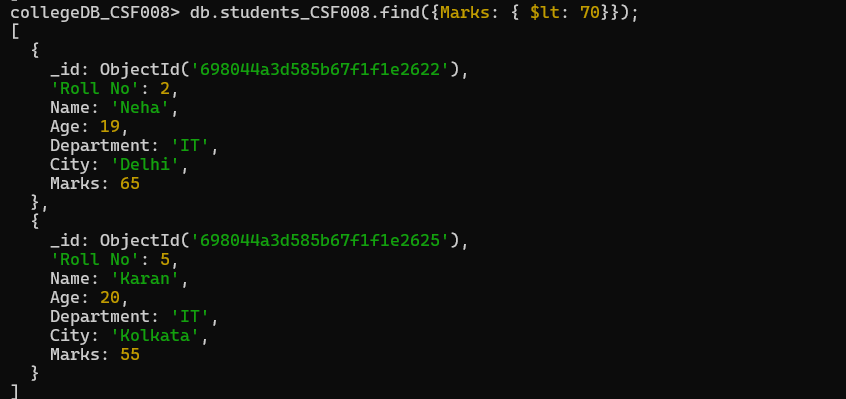 collegeDB_CSF008> db.students_CSF008.find({Marks: { $lt: 70}});
[
  {
    _id: ObjectId('698044a3d585b67f1f1e2622'),
    'Roll No': 2,
    Name: 'Neha',
    Age: 19,
    Department: 'IT',
    City: 'Delhi',
    Marks: 65
  },
  {
    _id: ObjectId('698044a3d585b67f1f1e2625'),
    'Roll No': 5,
    Name: 'Karan',
    Age: 20,
    Department: 'IT',
    City: 'Kolkata',
    Marks: 55
  }
]